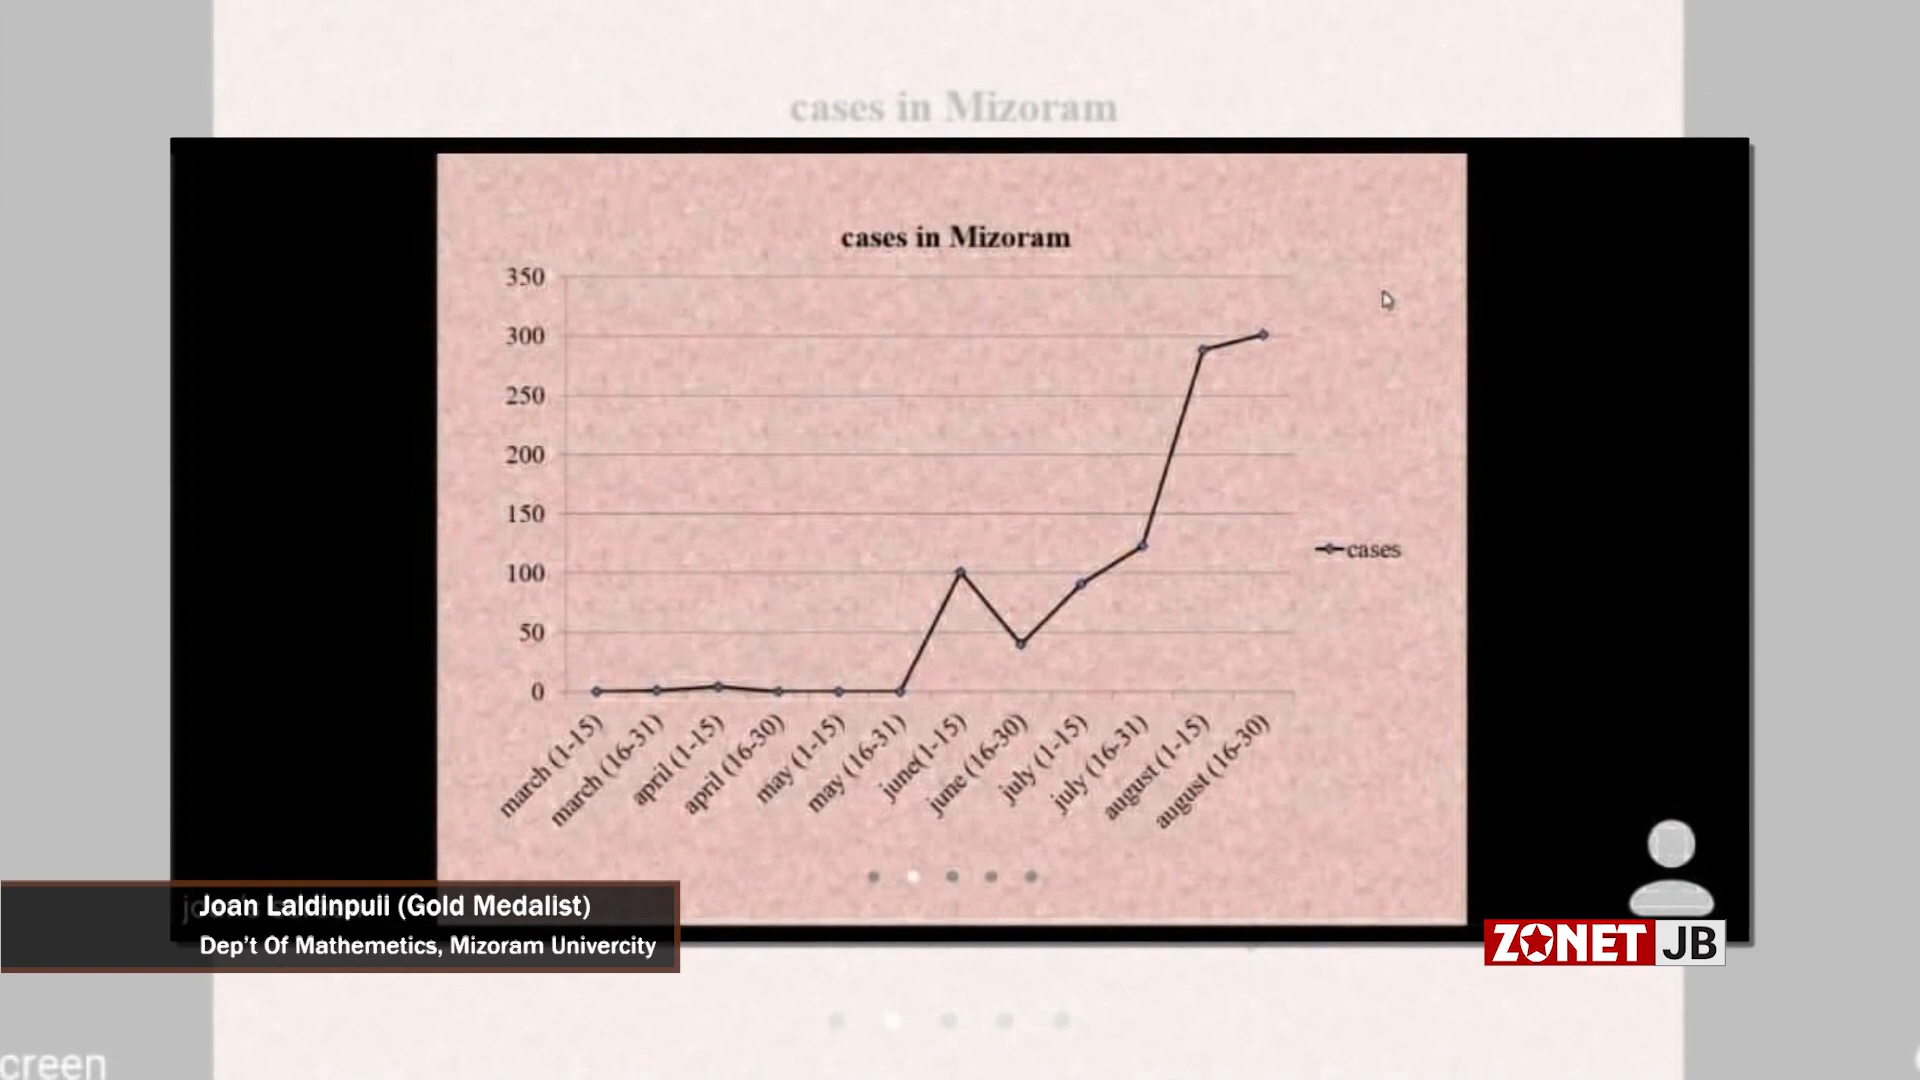 cases in Mizoram
cases in Mizoram
350
300
250
200
150
100
50
0
cases
march (1-15)
march (16-31)
april (1-15)
april (16-30)
may (1-15)
may (16-31)
june(1-15)
june (16-30)
july (1-15)
july (16-31)
august (1-15)
august (16-30)
Joan Laldinpuii (Gold Medalist)
Dep't Of Mathemetics, Mizoram Univercity
ZONET JB
creen